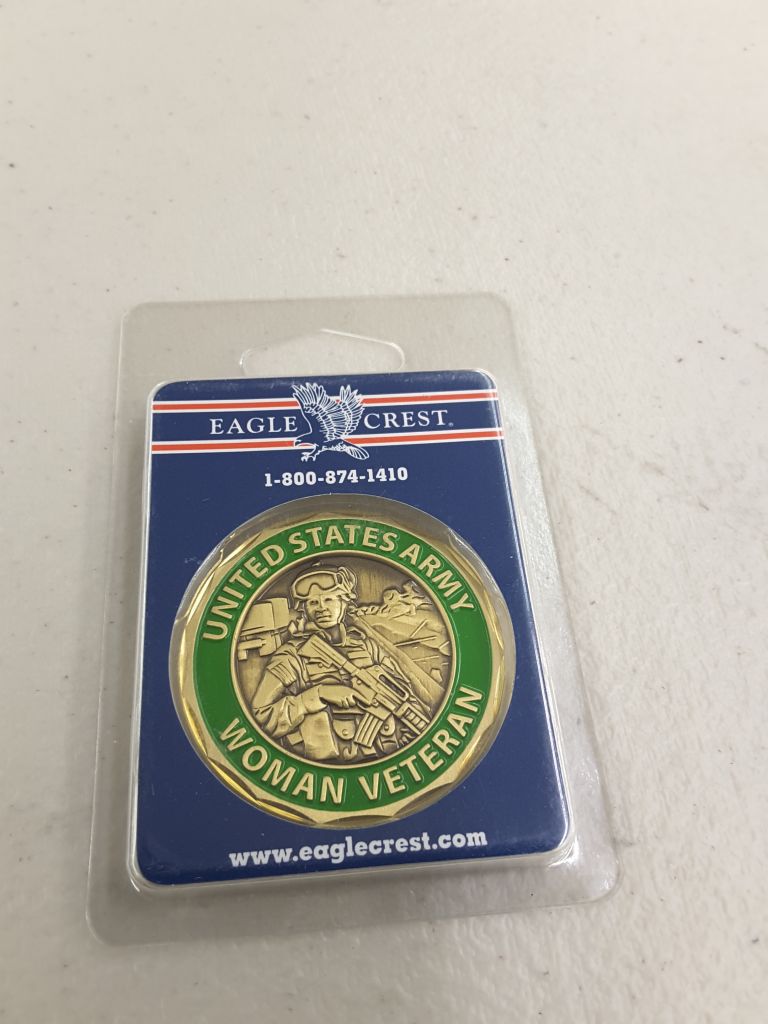 EAGLE CREST®
1-800-874-1410
UNITED STATES ARMY
WOMAN VETERAN
www.eaglecrest.com